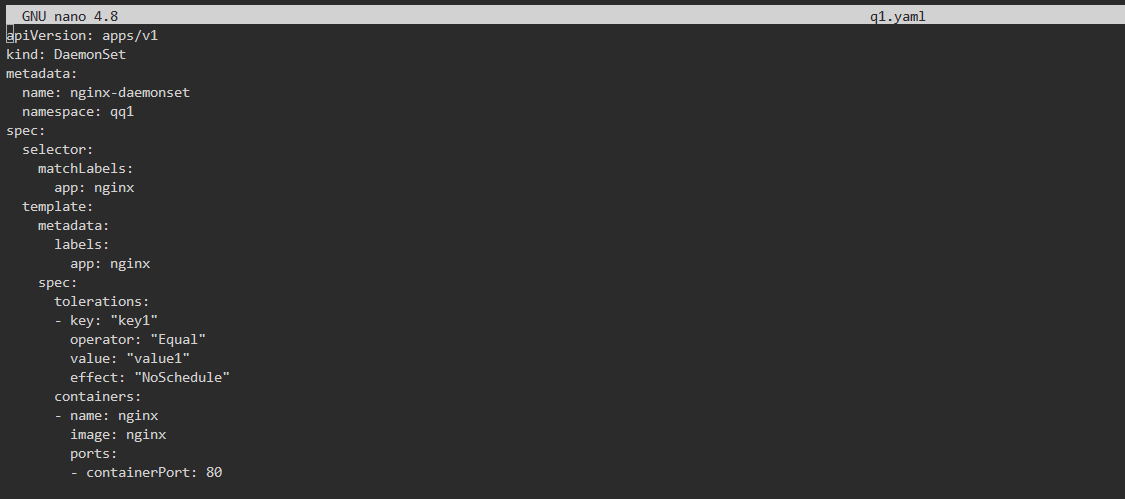 GNU nano 4.8 q1.yaml
apiVersion: apps/v1
kind: DaemonSet
metadata:
  name: nginx-daemonset
  namespace: qq1
spec:
  selector:
    matchLabels:
      app: nginx
  template:
    metadata:
      labels:
        app: nginx
    spec:
      tolerations:
      - key: "key1"
        operator: "Equal"
        value: "value1"
        effect: "NoSchedule"
      containers:
      - name: nginx
        image: nginx
        ports:
        - containerPort: 80